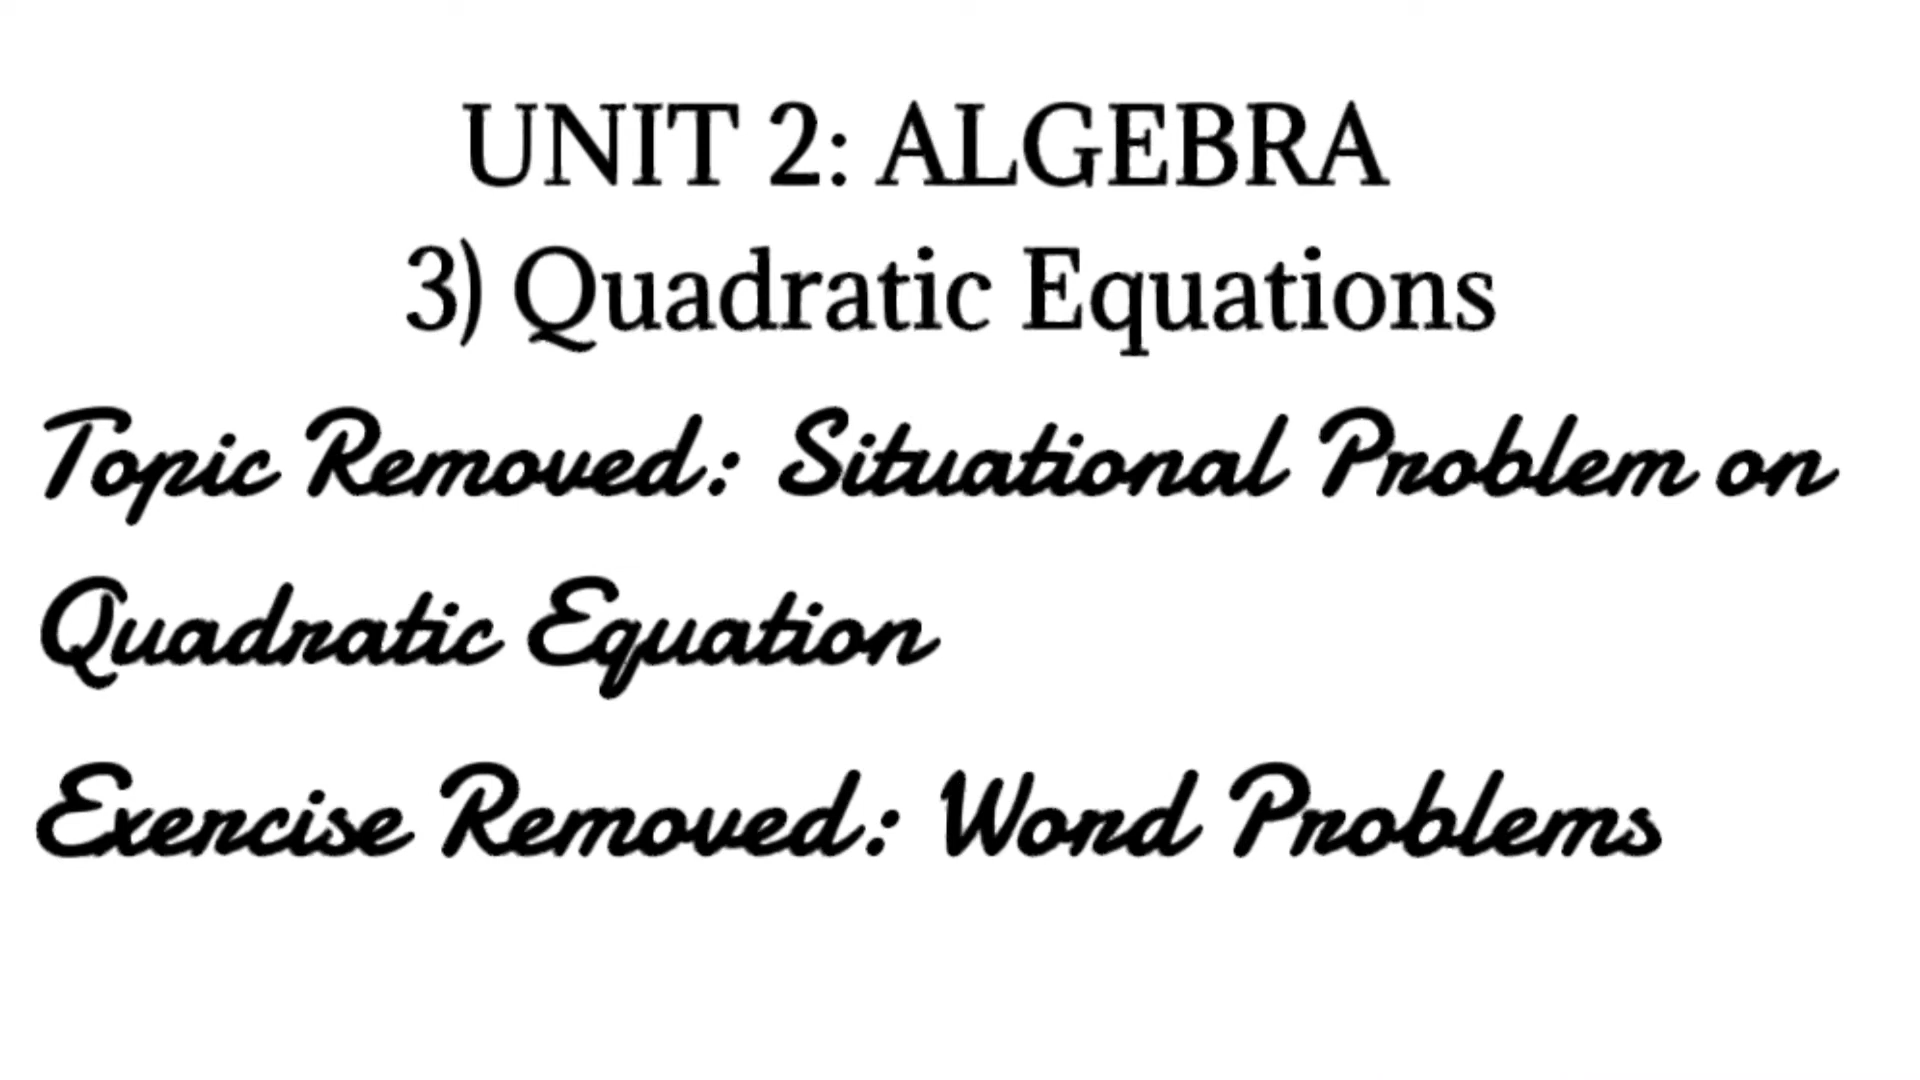 UNIT 2: ALGEBRA
3) Quadratic Equations
Topic Removed: Situational Problem on
Quadratic Equation
Exercise Removed: Word Problems